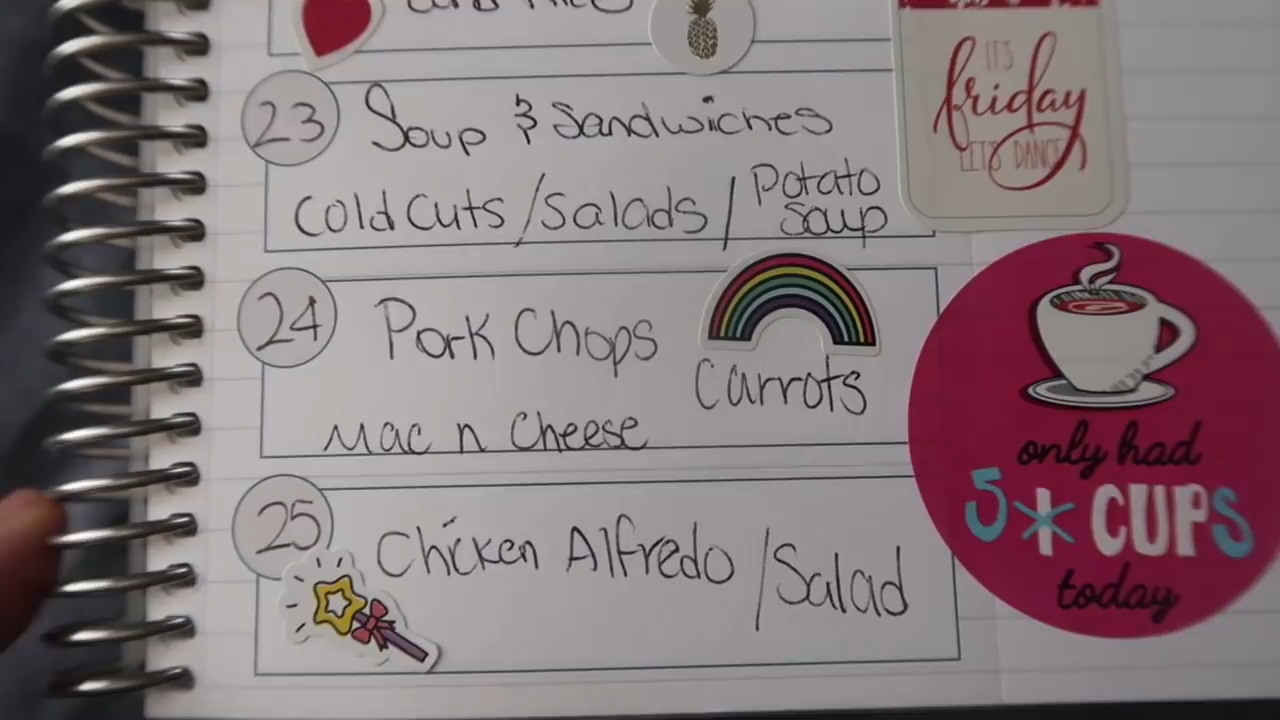 IT'S
friday
LET'S DANCE
23 Soup & Sandwiches
Cold Cuts / Salads / Potato
Soup
24 Pork Chops
Carrots
Mac n Cheese
25 Chicken Alfredo / Salad
only had
5* CUPS
today